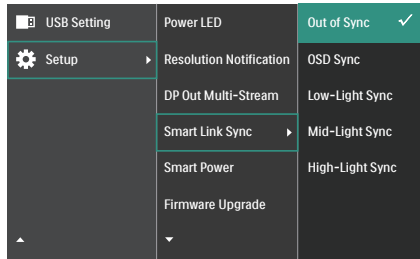 USB Setting
Setup
Power LED
Resolution Notification
DP Out Multi-Stream
Smart Link Sync
Smart Power
Firmware Upgrade
Out of Sync
OSD Sync
Low-Light Sync
Mid-Light Sync
High-Light Sync